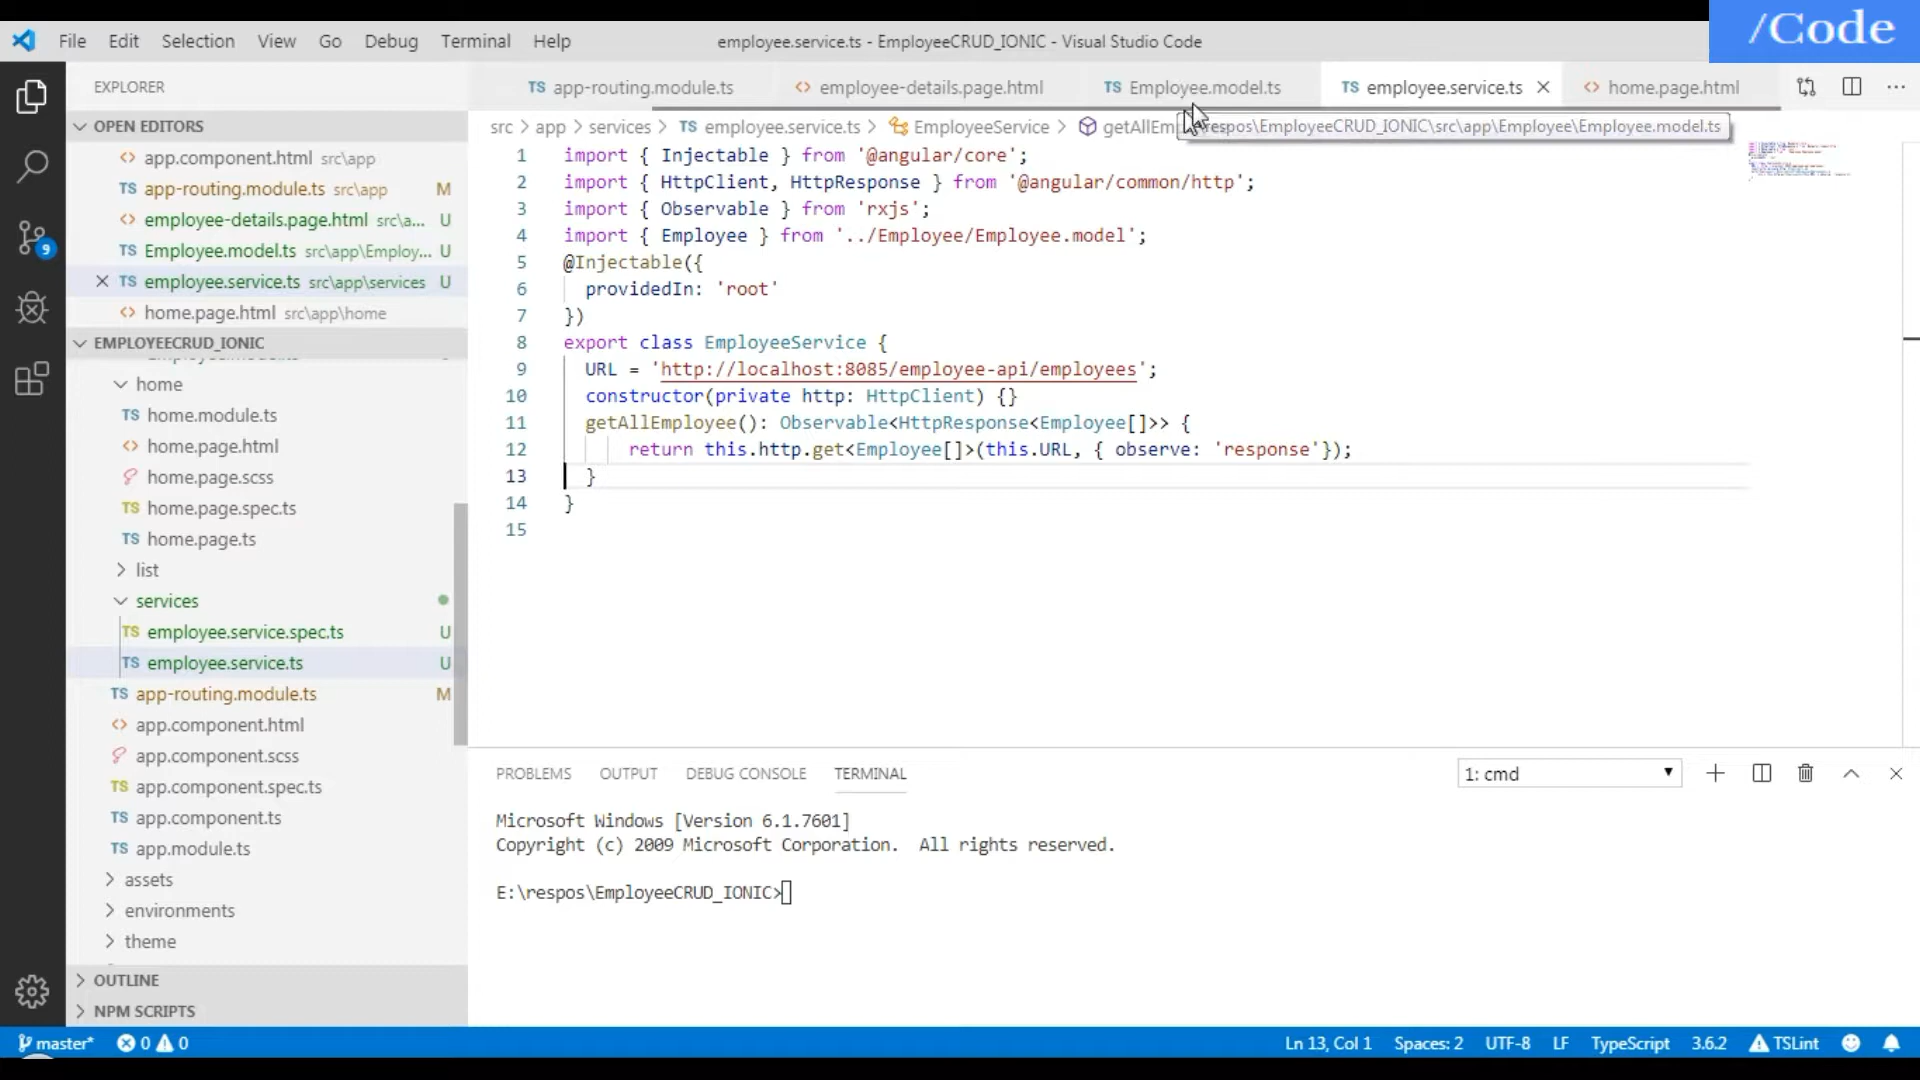 /Code
File Edit Selection View Go Debug Terminal Help
employee.service.ts - EmployeeCRUD_IONIC - Visual Studio Code
EXPLORER
OPEN EDITORS
app.component.html src\app
TS app-routing.module.ts src\app M
employee-details.page.html src\a... U
TS Employee.model.ts src\app\Employ... U
TS employee.service.ts src\app\services U
home.page.html src\app\home
EMPLOYEECRUD_IONIC
home
TS home.module.ts
home.page.html
home.page.scss
TS home.page.spec.ts
TS home.page.ts
list
services
TS employee.service.spec.ts U
TS employee.service.ts U
TS app-routing.module.ts M
app.component.html
app.component.scss
TS app.component.spec.ts
TS app.component.ts
TS app.module.ts
assets
environments
theme
OUTLINE
NPM SCRIPTS
9
TS app-routing.module.ts <> employee-details.page.html TS Employee.model.ts TS employee.service.ts <> home.page.html
src > app > services > TS employee.service.ts > EmployeeService > getAllEm
respos\EmployeeCRUD_IONIC\src\app\Employee\Employee.model.ts
1 import { Injectable } from '@angular/core';
2 import { HttpClient, HttpResponse } from '@angular/common/http';
3 import { Observable } from 'rxjs';
4 import { Employee } from '../Employee/Employee.model';
5 @Injectable({
6 providedIn: 'root'
7 })
8 export class EmployeeService {
9 URL = 'http://localhost:8085/employee-api/employees';
10 constructor(private http: HttpClient) {}
11 getAllEmployee(): Observable<HttpResponse<Employee[]>> {
12 return this.http.get<Employee[]>(this.URL, { observe: 'response'});
13 }
14 }
15
PROBLEMS OUTPUT DEBUG CONSOLE TERMINAL
1: cmd
Microsoft Windows [Version 6.1.7601]
Copyright (c) 2009 Microsoft Corporation. All rights reserved.
E:\respos\EmployeeCRUD_IONIC>
master* 0 0
Ln 13, Col 1 Spaces: 2 UTF-8 LF TypeScript 3.6.2 TSLint